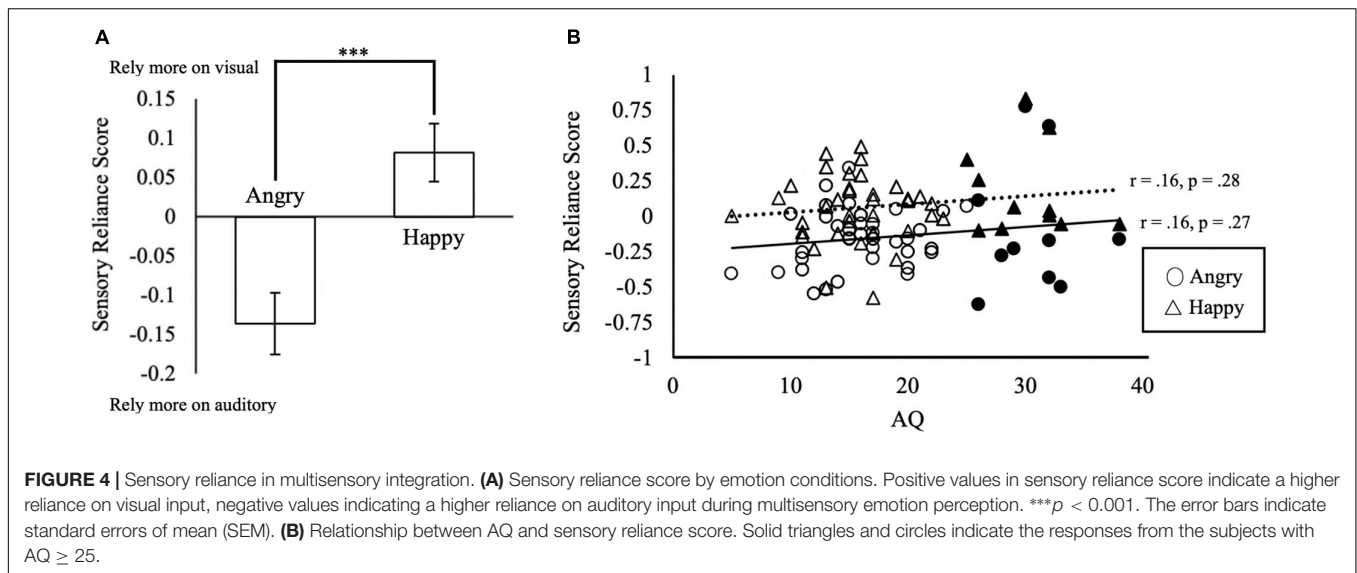 A
Rely more on visual
***
Sensory Reliance Score
0.15
0.1
0.05
0
-0.05
-0.1
-0.15
-0.2
Angry
Happy
Rely more on auditory
B
Sensory Reliance Score
1
0.75
0.5
0.25
0
-0.25
-0.5
-0.75
-1
r = .16, p = .28
r = .16, p = .27
Angry
Happy
0 10 20 30 40
AQ
FIGURE 4 | Sensory reliance in multisensory integration. (A) Sensory reliance score by emotion conditions. Positive values in sensory reliance score indicate a higher
reliance on visual input, negative values indicating a higher reliance on auditory input during multisensory emotion perception. ***p < 0.001. The error bars indicate
standard errors of mean (SEM). (B) Relationship between AQ and sensory reliance score. Solid triangles and circles indicate the responses from the subjects with
AQ ≥ 25.